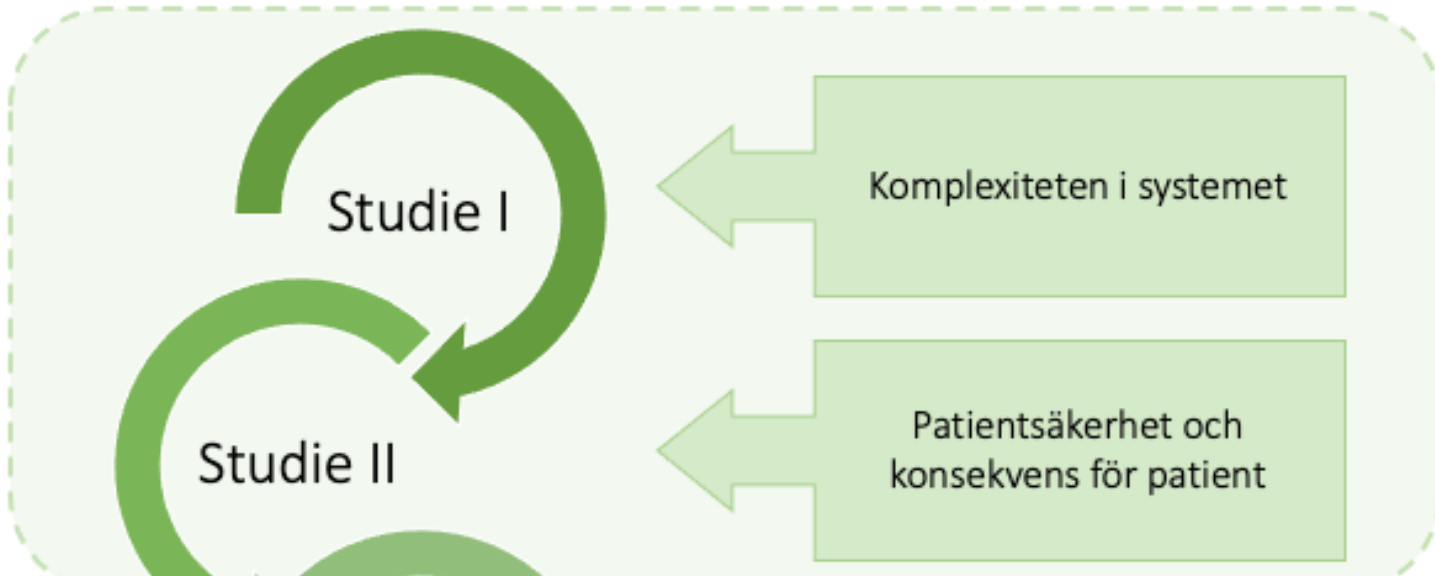 Studie I
Komplexiteten i systemet
Studie II
Patientsäkerhet och
konsekvens för patient